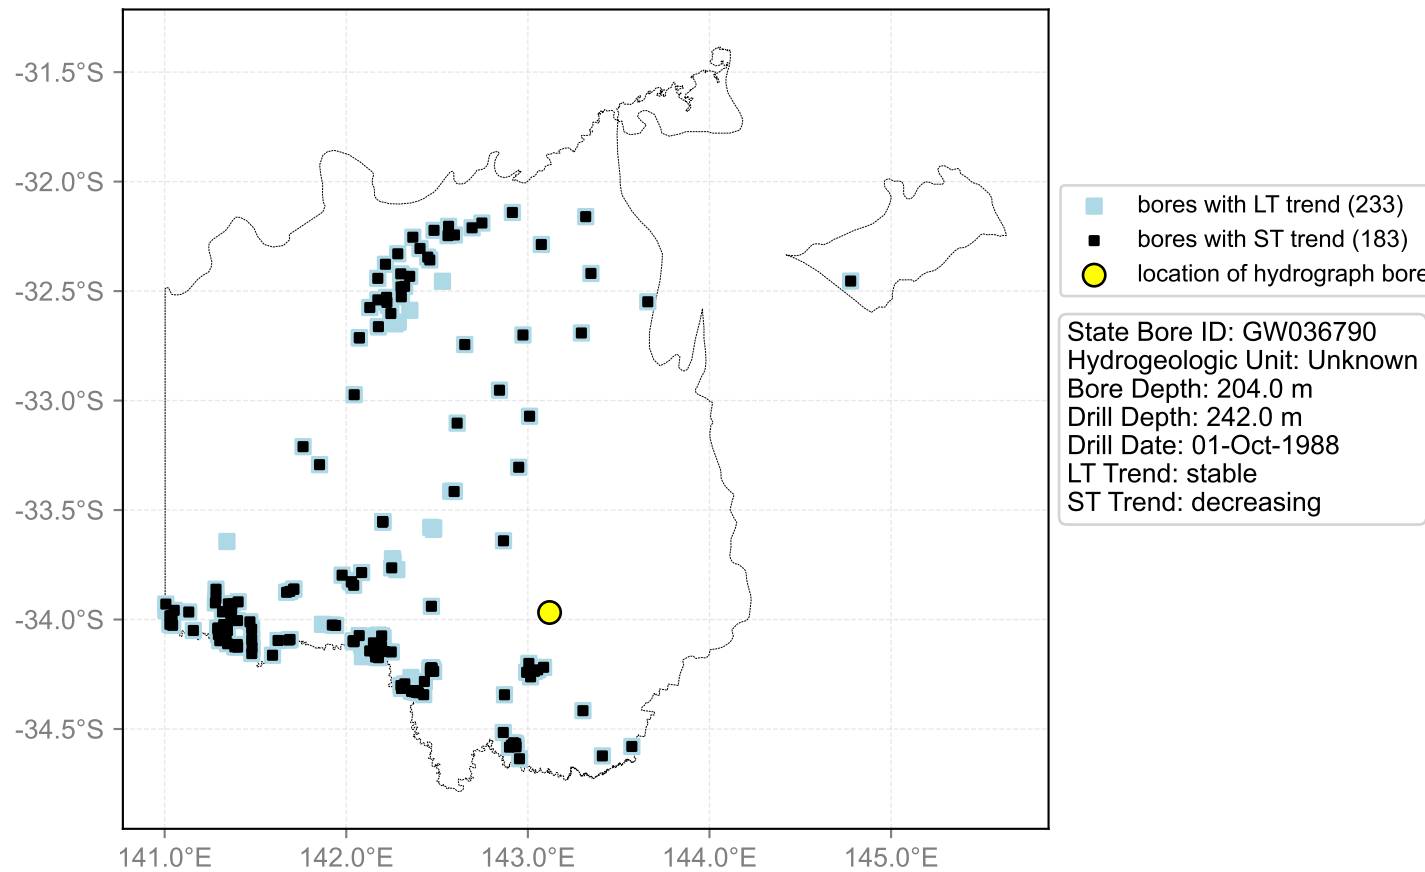 -31.5°S
-32.0°S
-32.5°S
-33.0°S
-33.5°S
-34.0°S
-34.5°S
141.0°E
142.0°E
143.0°E
144.0°E
145.0°E
bores with LT trend (233)
bores with ST trend (183)
location of hydrograph bore
State Bore ID: GW036790
Hydrogeologic Unit: Unknown
Bore Depth: 204.0 m
Drill Depth: 242.0 m
Drill Date: 01-Oct-1988
LT Trend: stable
ST Trend: decreasing